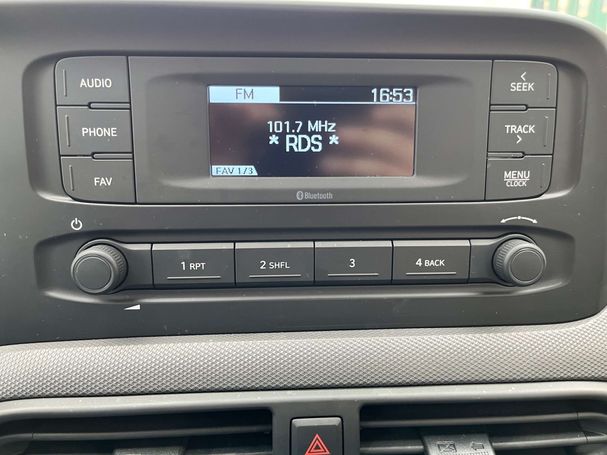 AUDIO
PHONE
FAV
FM 16:53
101.7 MHz
* RDS *
FAV 1/3
< SEEK
TRACK >
MENU
CLOCK
Bluetooth
1 RPT
2 SHFL
3
4 BACK